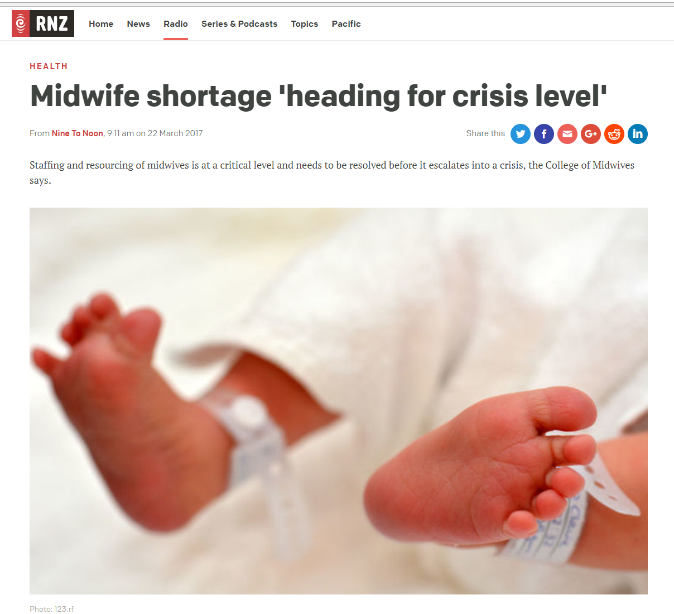 RNZ Home News Radio Series & Podcasts Topics Pacific
HEALTH
Midwife shortage 'heading for crisis level'
From Nine To Noon, 9:11 am on 22 March 2017 Share this
Staffing and resourcing of midwives is at a critical level and needs to be resolved before it escalates into a crisis, the College of Midwives
says.
Photo: 123.rf